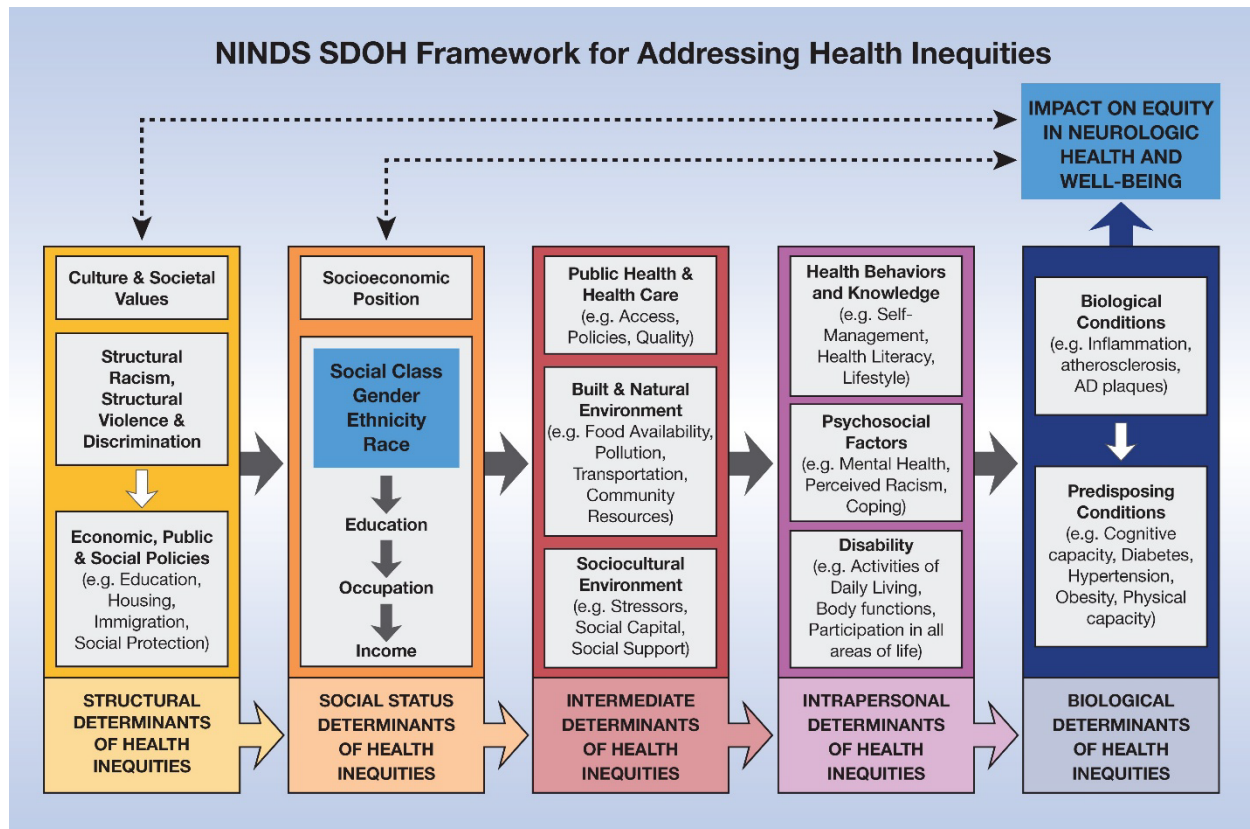 NINDS SDOH Framework for Addressing Health Inequities
IMPACT ON EQUITY
IN NEUROLOGIC
HEALTH AND
WELL-BEING
Culture & Societal
Values
Structural
Racism,
Structural
Violence &
Discrimination
Economic, Public
& Social Policies
(e.g. Education,
Housing,
Immigration,
Social Protection)
STRUCTURAL
DETERMINANTS
OF HEALTH
INEQUITIES
Socioeconomic
Position
Social Class
Gender
Ethnicity
Race
Education
Occupation
Income
SOCIAL STATUS
DETERMINANTS
OF HEALTH
INEQUITIES
Public Health &
Health Care
(e.g. Access,
Policies, Quality)
Built & Natural
Environment
(e.g. Food Availability,
Pollution,
Transportation,
Community
Resources)
Sociocultural
Environment
(e.g. Stressors,
Social Capital,
Social Support)
INTERMEDIATE
DETERMINANTS
OF HEALTH
INEQUITIES
Health Behaviors
and Knowledge
(e.g. Self-
Management,
Health Literacy,
Lifestyle)
Psychosocial
Factors
(e.g. Mental Health,
Perceived Racism,
Coping)
Disability
(e.g. Activities of
Daily Living,
Body functions,
Participation in all
areas of life)
INTRAPERSONAL
DETERMINANTS
OF HEALTH
INEQUITIES
Biological
Conditions
(e.g. Inflammation,
atherosclerosis,
AD plaques)
Predisposing
Conditions
(e.g. Cognitive
capacity, Diabetes,
Hypertension,
Obesity, Physical
capacity)
BIOLOGICAL
DETERMINANTS
OF HEALTH
INEQUITIES